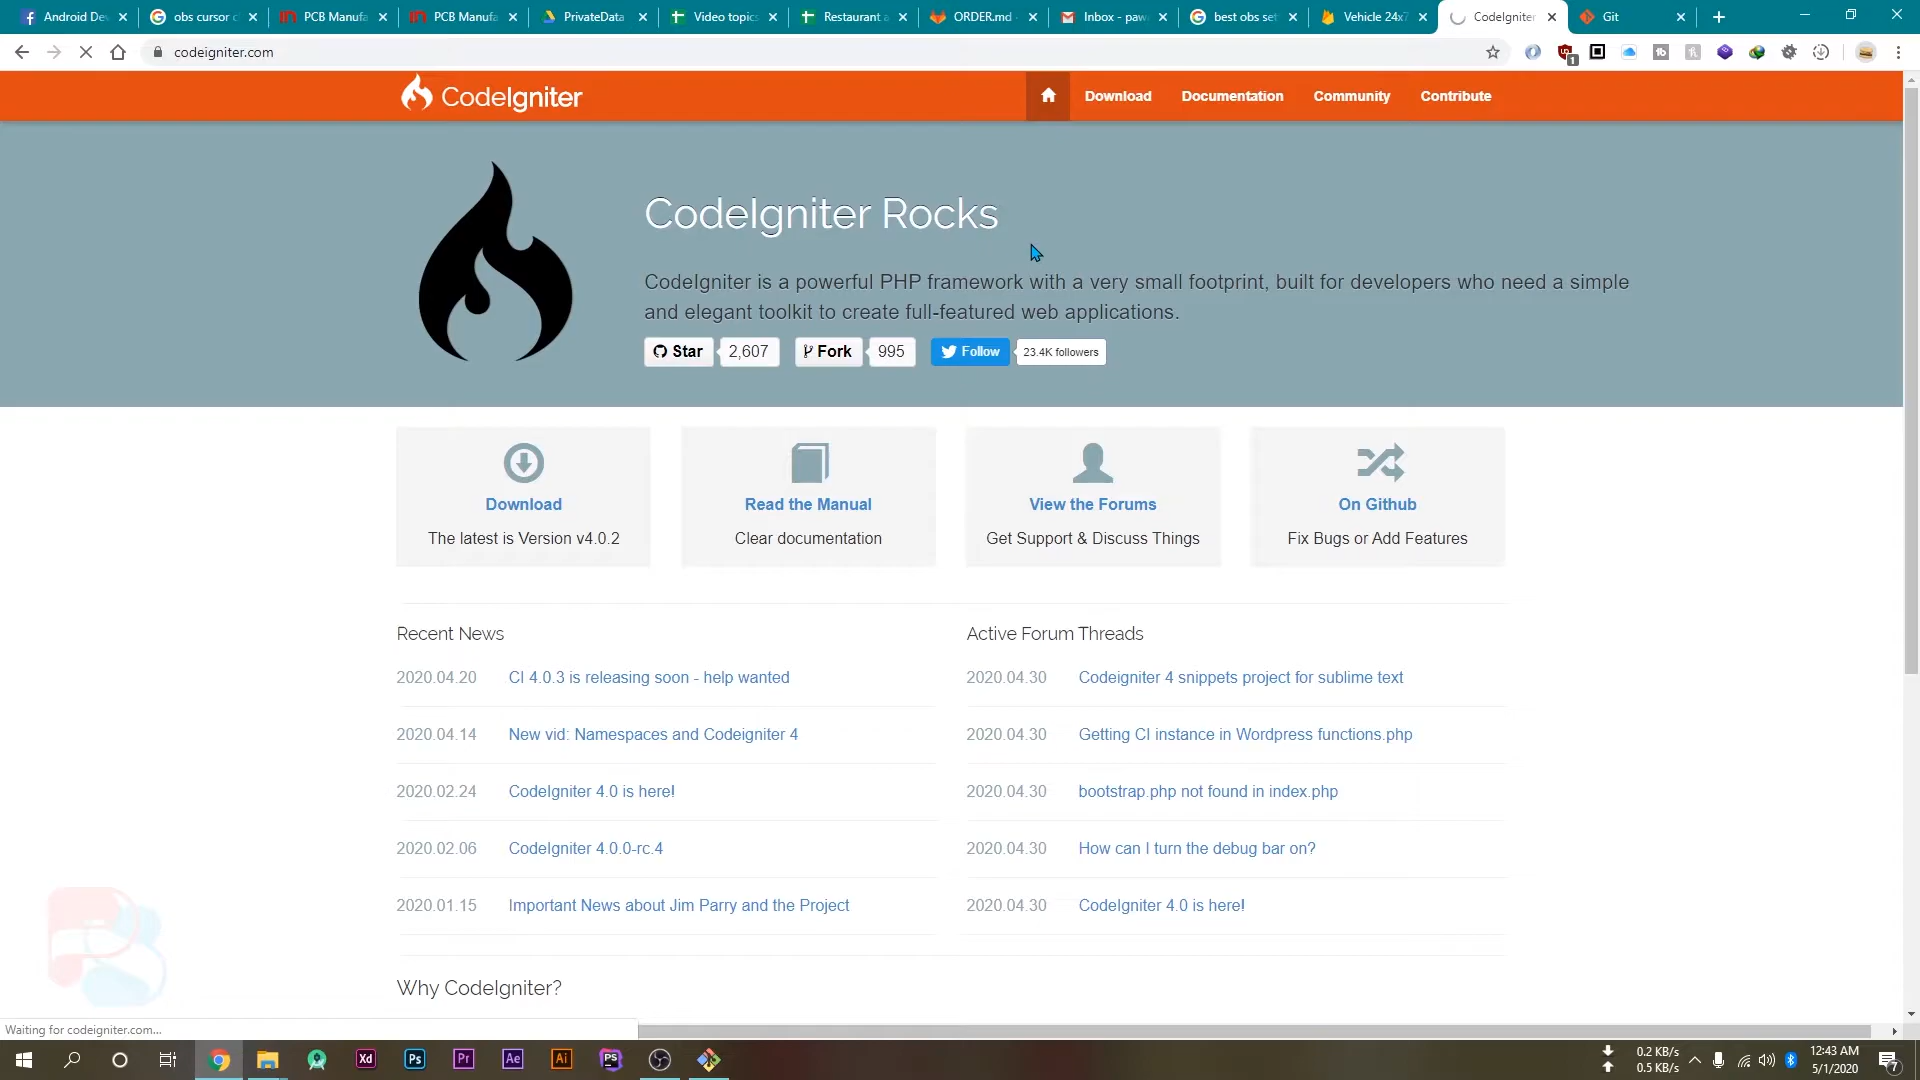 Android De
obs cursor c
PCB Manufa
PCB Manufa
PrivateData
Video topics
Restaurant a
ORDER.md
Inbox - paw
best obs set
Vehicle 24x7
CodeIgniter
Git
codeigniter.com
1
CodeIgniter
Download
Documentation
Community
Contribute
CodeIgniter Rocks
CodeIgniter is a powerful PHP framework with a very small footprint, built for developers who need a simple
and elegant toolkit to create full-featured web applications.
Star 2,607 Fork 995 Follow 23.4K followers
Download
The latest is Version v4.0.2
Read the Manual
Clear documentation
View the Forums
Get Support & Discuss Things
On Github
Fix Bugs or Add Features
Recent News
2020.04.20 CI 4.0.3 is releasing soon - help wanted
2020.04.14 New vid: Namespaces and Codeigniter 4
2020.02.24 CodeIgniter 4.0 is here!
2020.02.06 CodeIgniter 4.0.0-rc.4
2020.01.15 Important News about Jim Parry and the Project
Active Forum Threads
2020.04.30 Codeigniter 4 snippets project for sublime text
2020.04.30 Getting CI instance in Wordpress functions.php
2020.04.30 bootstrap.php not found in index.php
2020.04.30 How can I turn the debug bar on?
2020.04.30 CodeIgniter 4.0 is here!
Why CodeIgniter?
Waiting for codeigniter.com...
Xd
Ps
Pr
Ae
Ai
PS
0.2 KB/s
0.5 KB/s
12:43 AM
5/1/2020
7